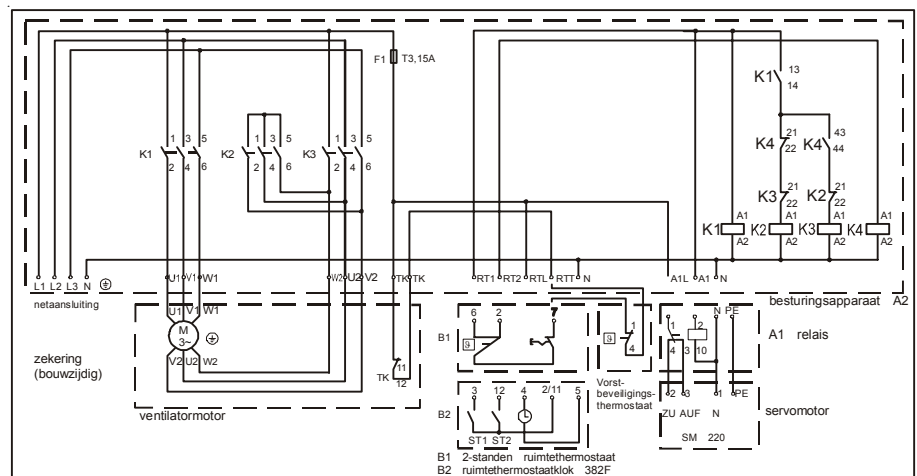 F1 T3,15A
K1 13
14
1 3 5 1 3 5 1 3 5
K1 K2 K3
2 4 6 2 4 6 2 4 6
K4 21 22 K4 43 44
K3 21 22 K2 21 22
K1 A1 A2 K2 A1 A2 K3 A1 A2 K4 A1 A2
L1 L2 L3 N U1 V1 W1 W2 U2 V2 TK TK RT1 RT2 RTL RTT N A1L A1 N
netaansluiting
besturingsapparaat A2
U1 V1 W1
M
3~
V2 U2 W2
zekering
(bouwzijdig)
TK 11
12
ventilatormotor
6 2 7
B1
1
4
Vorst-
beveiligings-
thermostaat
3 12 4 2/11 5
B2
ST1 ST2
N PE
1 2
4 3 10
A1 relais
2 3 1 PE
ZU AUF N
SM 220
servomotor
B1 2-standen ruimtethermostaat
B2 ruimtethermostaatklok 382F